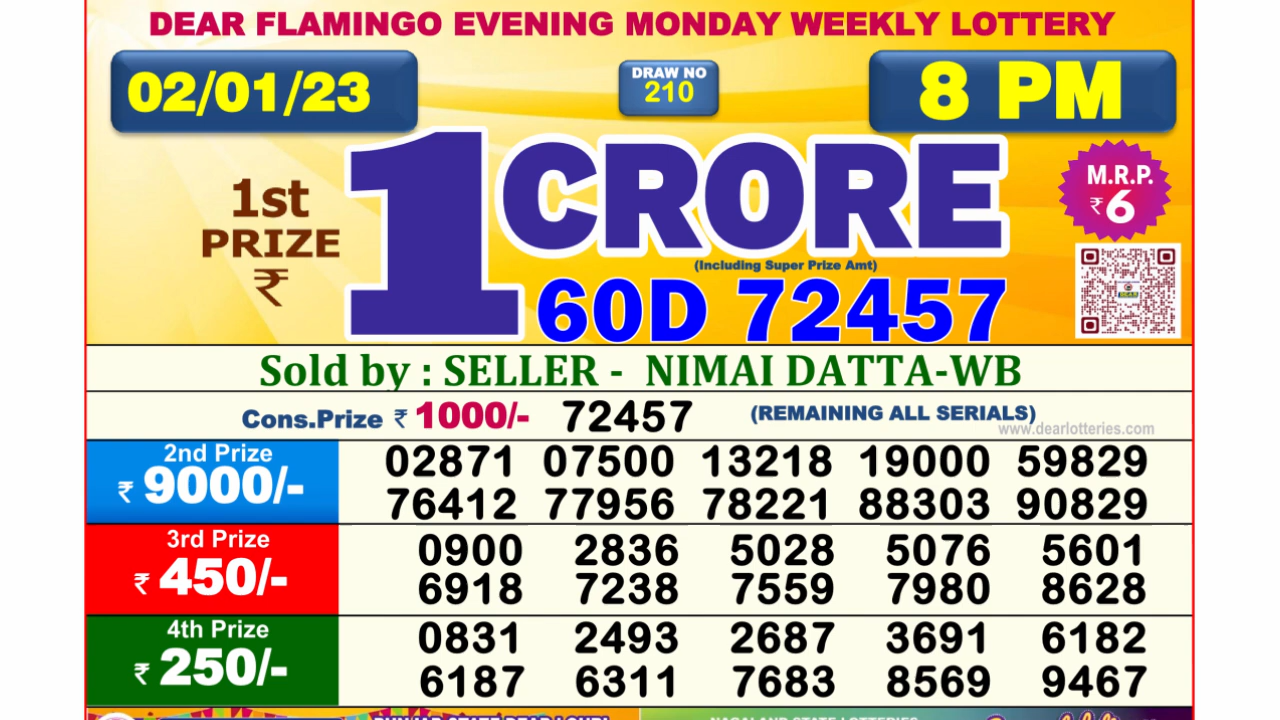 DEAR FLAMINGO EVENING MONDAY WEEKLY LOTTERY
02/01/23
DRAW NO
210
8 PM
1st
PRIZE
₹
1 CRORE
M.R.P.
₹6
(Including Super Prize Amt)
60D 72457
Sold by : SELLER - NIMAI DATTA-WB
Cons.Prize ₹ 1000/- 72457 (REMAINING ALL SERIALS)
www.dearlotteries.com
2nd Prize
₹ 9000/-
02871 07500 13218 19000 59829
76412 77956 78221 88303 90829
3rd Prize
₹ 450/-
0900 2836 5028 5076 5601
6918 7238 7559 7980 8628
4th Prize
₹ 250/-
0831 2493 2687 3691 6182
6187 6311 7683 8569 9467